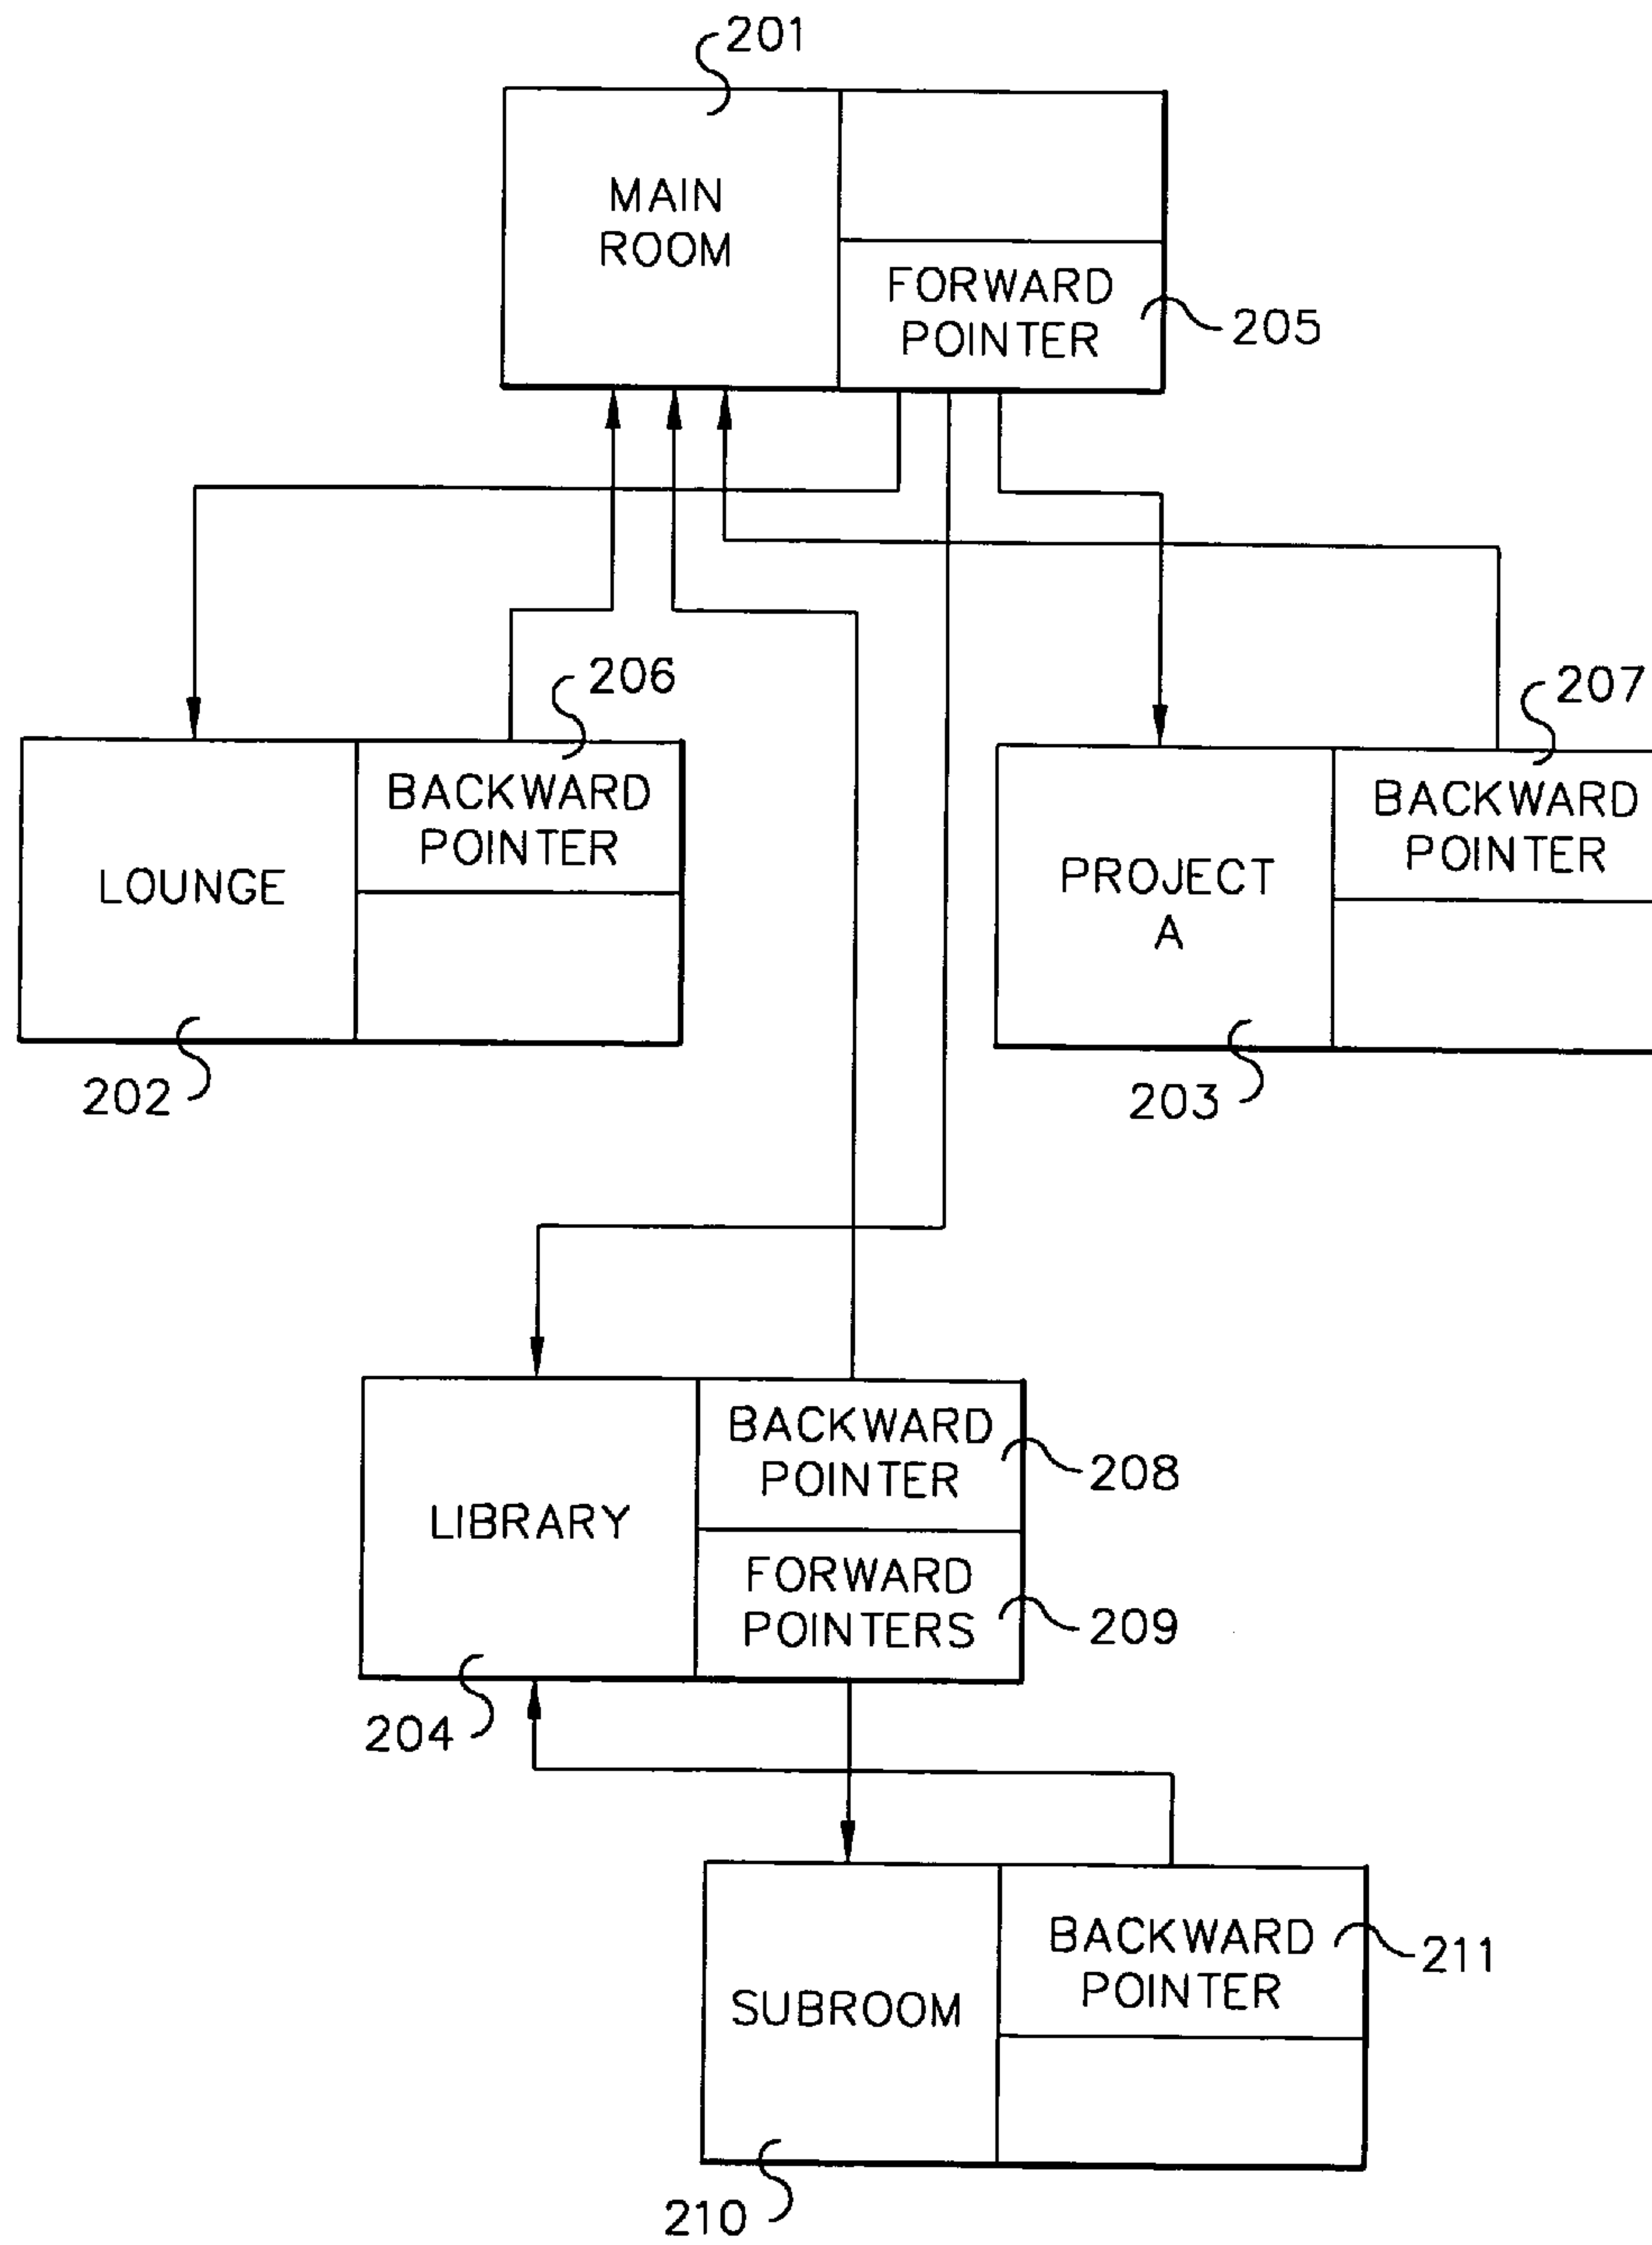 201
MAIN
ROOM
FORWARD
POINTER
205
206
207
BACKWARD
POINTER
LOUNGE
BACKWARD
POINTER
PROJECT
A
202
203
BACKWARD
POINTER
208
LIBRARY
FORWARD
POINTERS
209
204
BACKWARD
POINTER
211
SUBROOM
210